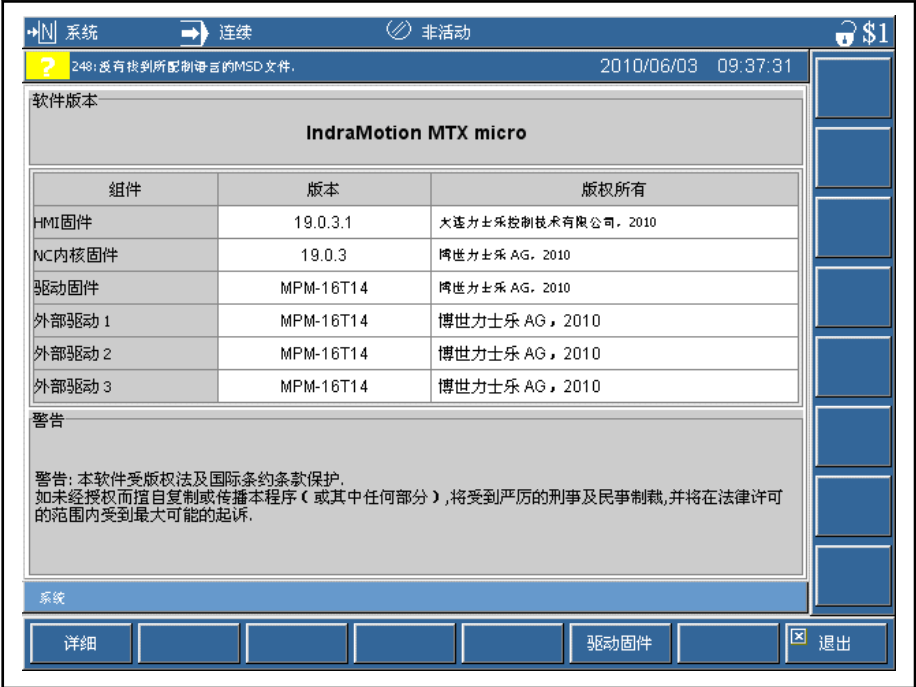 N 系统 连续 非活动 $1
? 248:没有找到所配制语言的MSD文件. 2010/06/03 09:37:31
软件版本
IndraMotion MTX micro
组件 版本 版权所有
HMI固件 19.0.3.1 大连力士乐控制技术有限公司, 2010
NC内核固件 19.0.3 博世力士乐 AG, 2010
驱动固件 MPM-16T14 博世力士乐 AG, 2010
外部驱动 1 MPM-16T14 博世力士乐 AG,2010
外部驱动 2 MPM-16T14 博世力士乐 AG,2010
外部驱动 3 MPM-16T14 博世力士乐 AG,2010
警告
警告: 本软件受版权法及国际条约条款保护.
如未经授权而擅自复制或传播本程序(或其中任何部分),将受到严厉的刑事及民事制裁,并将在法律许可
的范围内受到最大可能的起诉.
系统
详细 驱动固件 退出